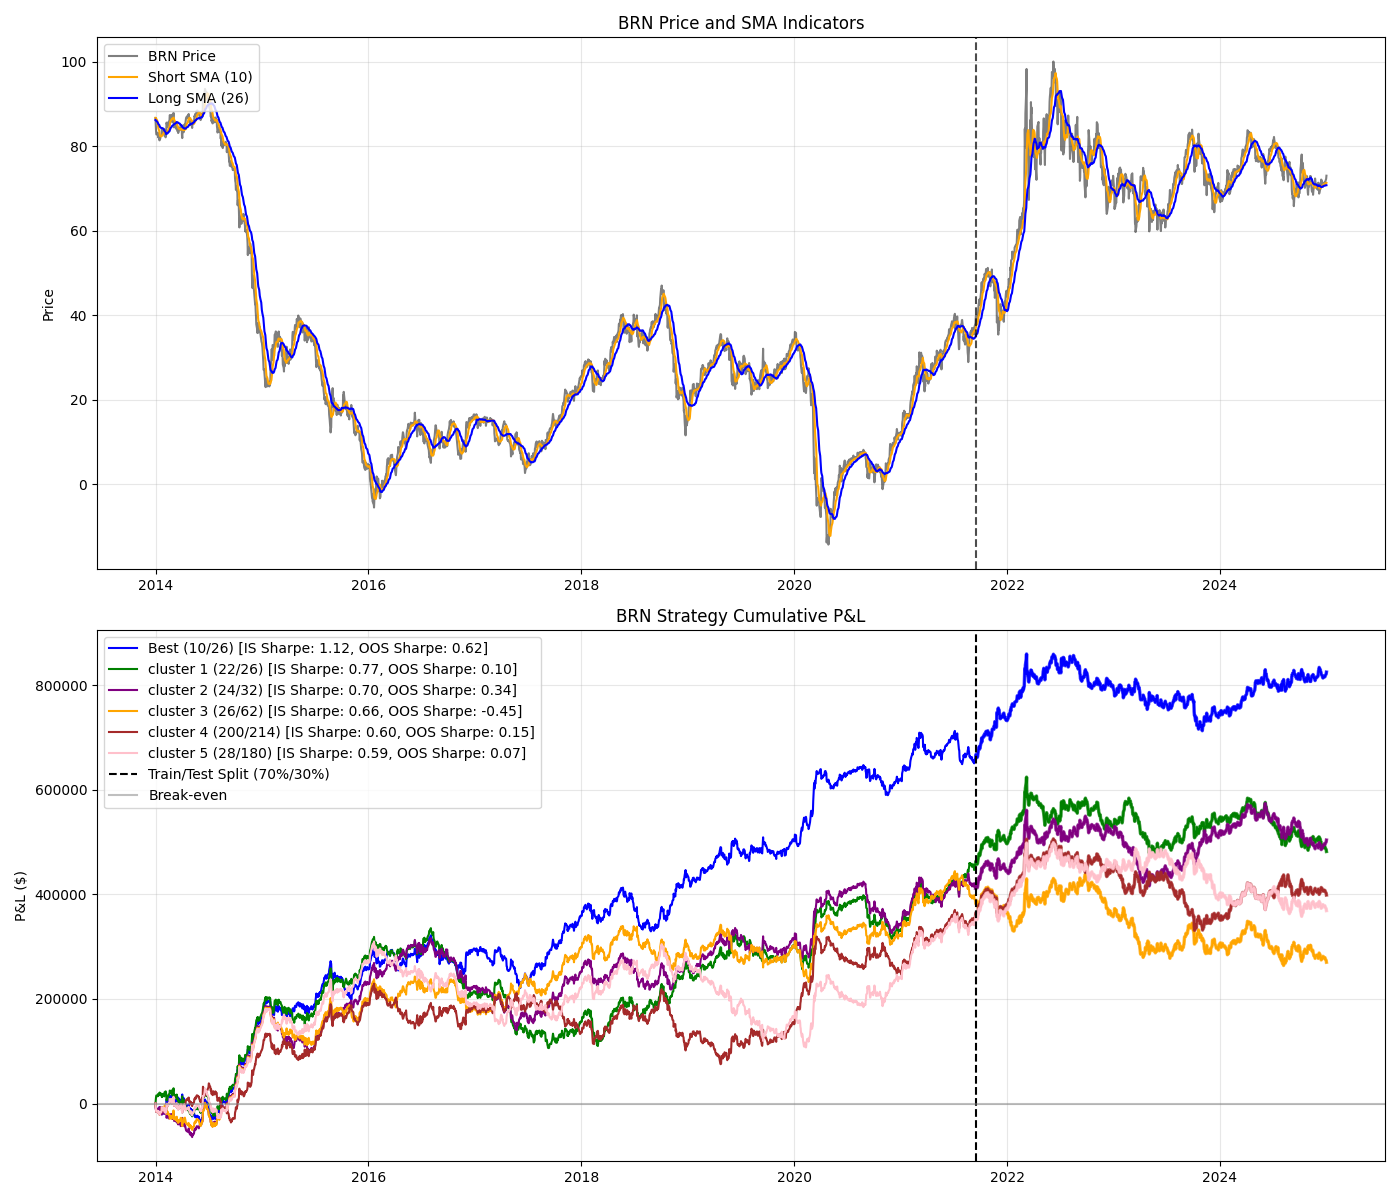 BRN Price and SMA Indicators
BRN Price
Short SMA (10)
Long SMA (26)
100
80
60
40
20
0
Price
2014 2016 2018 2020 2022 2024
BRN Strategy Cumulative P&L
Best (10/26) [IS Sharpe: 1.12, OOS Sharpe: 0.62]
cluster 1 (22/26) [IS Sharpe: 0.77, OOS Sharpe: 0.10]
cluster 2 (24/32) [IS Sharpe: 0.70, OOS Sharpe: 0.34]
cluster 3 (26/62) [IS Sharpe: 0.66, OOS Sharpe: -0.45]
cluster 4 (200/214) [IS Sharpe: 0.60, OOS Sharpe: 0.15]
cluster 5 (28/180) [IS Sharpe: 0.59, OOS Sharpe: 0.07]
Train/Test Split (70%/30%)
Break-even
800000
600000
400000
200000
0
P&L ($)
2014 2016 2018 2020 2022 2024